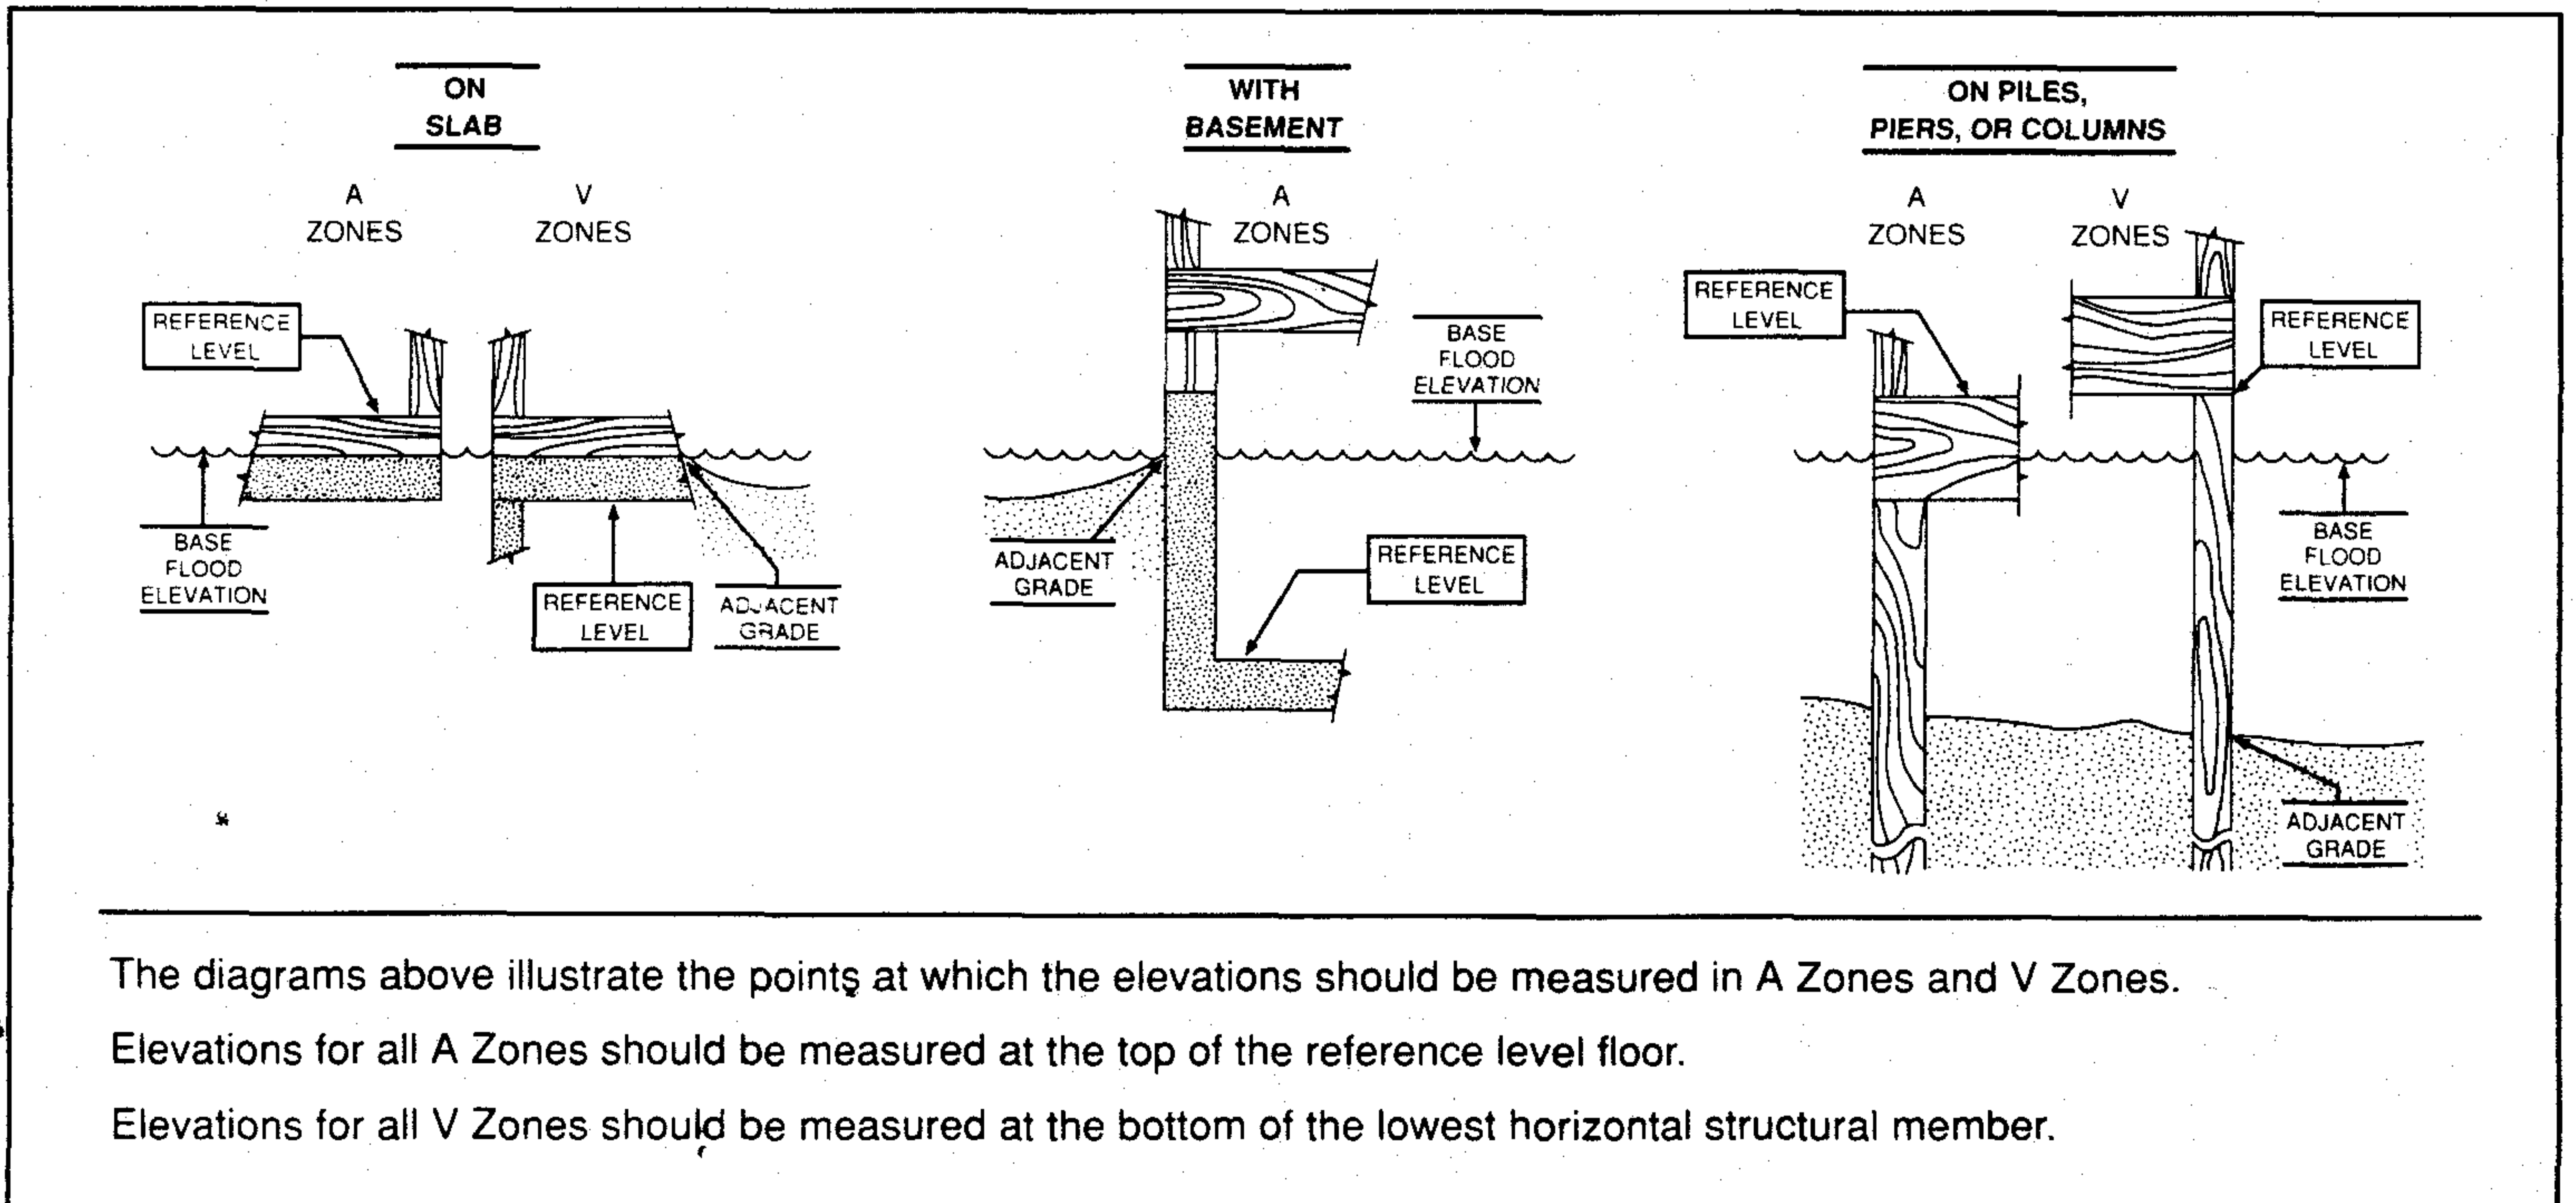 ON
SLAB
A
ZONES
V
ZONES
REFERENCE
LEVEL
BASE
FLOOD
ELEVATION
REFERENCE
LEVEL
ADJACENT
GRADE
WITH
BASEMENT
A
ZONES
BASE
FLOOD
ELEVATION
ADJACENT
GRADE
REFERENCE
LEVEL
ON PILES,
PIERS, OR COLUMNS
A
ZONES
V
ZONES
REFERENCE
LEVEL
REFERENCE
LEVEL
BASE
FLOOD
ELEVATION
ADJACENT
GRADE
The diagrams above illustrate the points at which the elevations should be measured in A Zones and V Zones.
Elevations for all A Zones should be measured at the top of the reference level floor.
Elevations for all V Zones should be measured at the bottom of the lowest horizontal structural member.